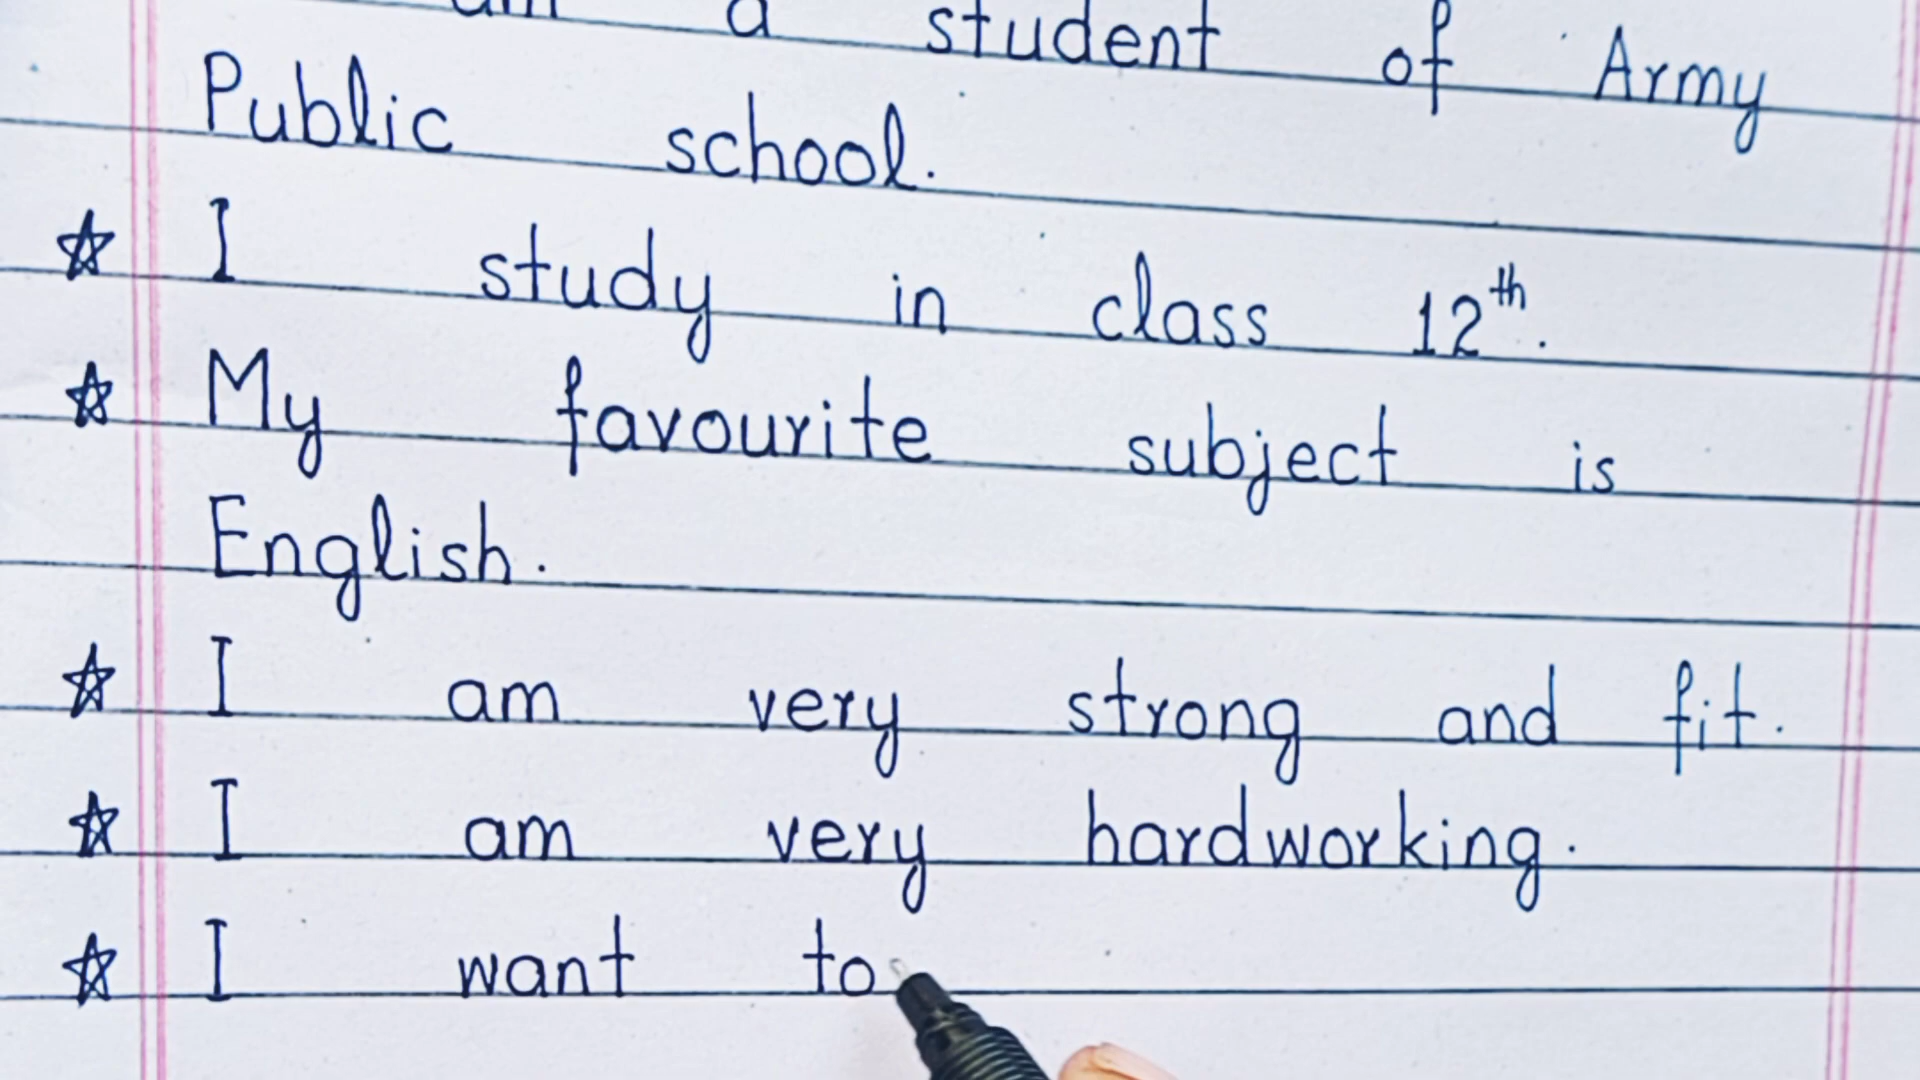 am a student of Army
Public school.
☆ I study in class 12th.
☆ My favourite subject is
English.
☆ I am very strong and fit.
☆ I am very hardworking.
☆ I want to